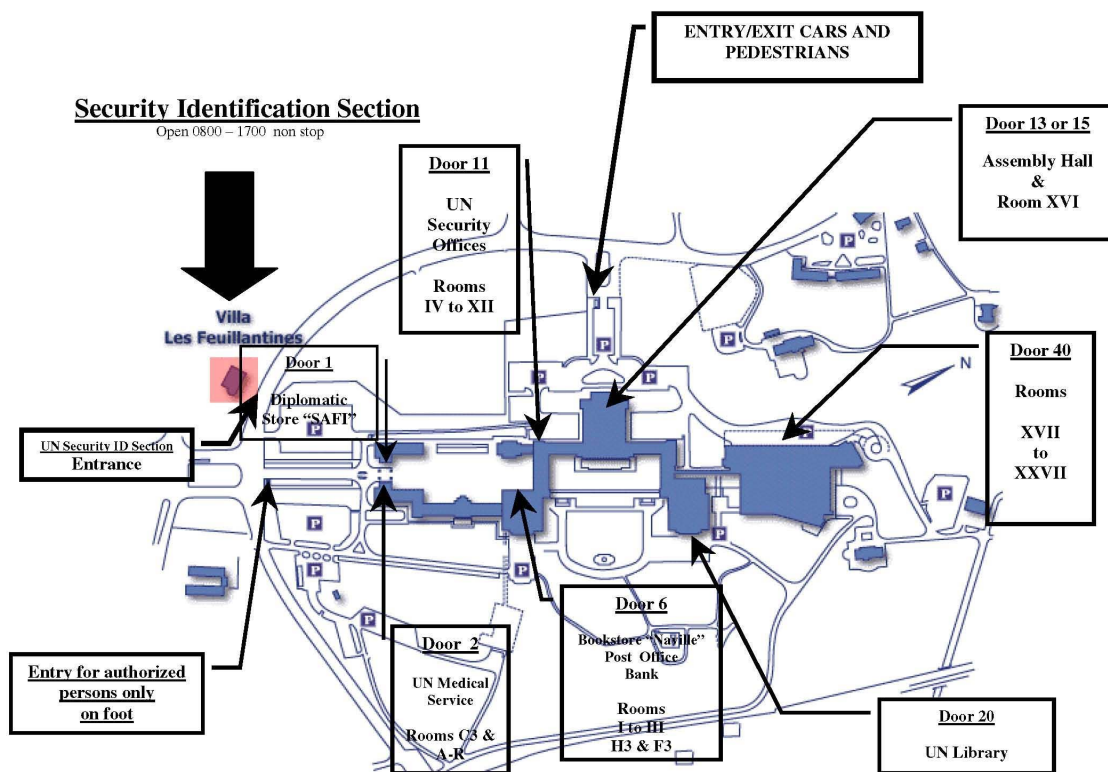 ENTRY/EXIT CARS AND
PEDESTRIANS
Security Identification Section
Open 0800 – 1700 non stop
Door 13 or 15
Assembly Hall
&
Room XVI
Door 11
UN
Security
Offices
Rooms
IV to XII
Villa
Les Feuillantines
Door 1
Diplomatic
Store “SAFI”
Door 40
Rooms
XVII
to
XXVII
N
UN Security ID Section
Entrance
P
P
P
P
P
P
P
P
P
P
P
P
P
P
Entry for authorized
persons only
on foot
Door 2
UN Medical
Service
Rooms C3 &
A-R
Door 6
Bookstore “Naville”
Post Office
Bank
Rooms
I to III
H3 & F3
Door 20
UN Library